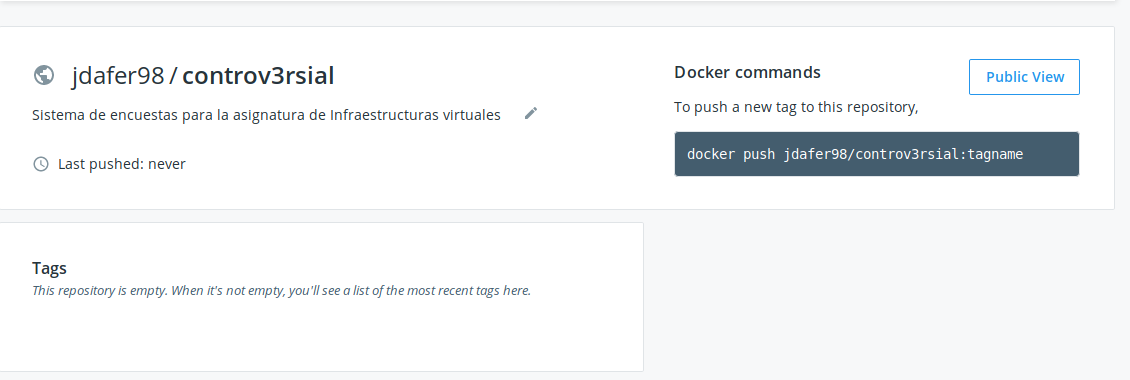 jdafer98 / controv3rsial
Sistema de encuestas para la asignatura de Infraestructuras virtuales
Last pushed: never
Docker commands
Public View
To push a new tag to this repository,
docker push jdafer98/controv3rsial:tagname
Tags
This repository is empty. When it's not empty, you'll see a list of the most recent tags here.